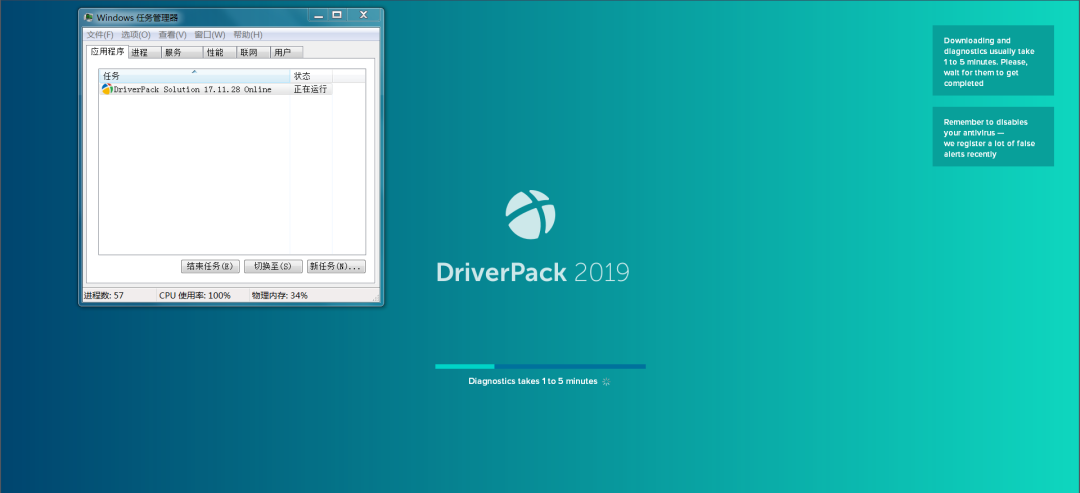 Windows 任务管理器
文件(F) 选项(O) 查看(V) 窗口(W) 帮助(H)
应用程序 进程 服务 性能 联网 用户
任务 状态
DriverPack Solution 17.11.28 Online 正在运行
结束任务(E) 切换至(S) 新任务(N)...
进程数: 57 CPU 使用率: 100% 物理内存: 34%
Downloading and
diagnostics usually take
1 to 5 minutes. Please,
wait for them to get
completed
Remember to disables
your antivirus —
we register a lot of false
alerts recently
DriverPack 2019
Diagnostics takes 1 to 5 minutes